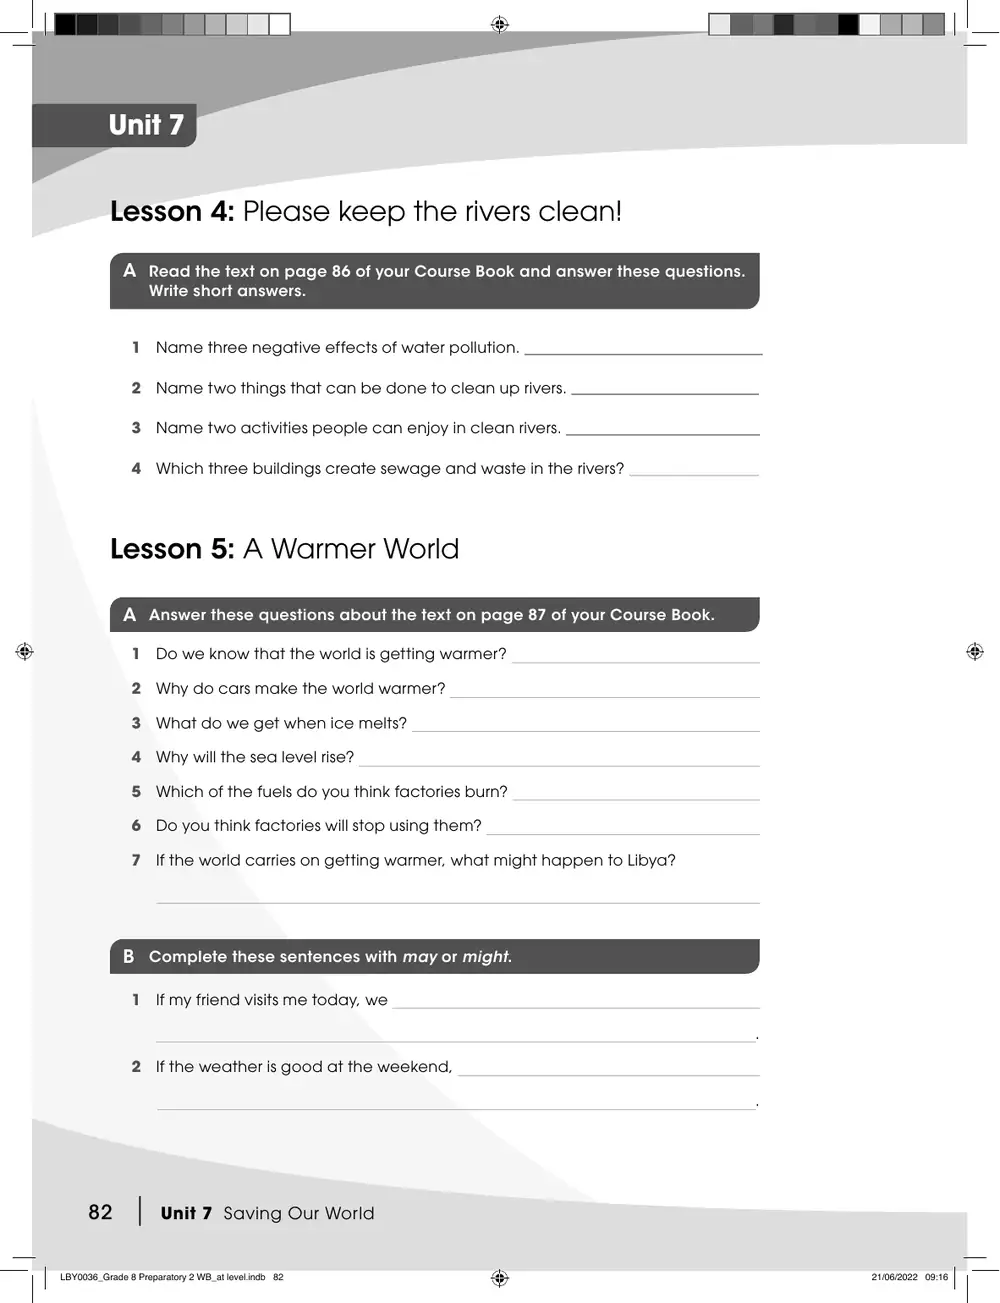 Unit 7
Lesson 4: Please keep the rivers clean!
A Read the text on page 86 of your Course Book and answer these questions.
Write short answers.
1 Name three negative effects of water pollution.
2 Name two things that can be done to clean up rivers.
3 Name two activities people can enjoy in clean rivers.
4 Which three buildings create sewage and waste in the rivers?
Lesson 5: A Warmer World
A Answer these questions about the text on page 87 of your Course Book.
1 Do we know that the world is getting warmer?
2 Why do cars make the world warmer?
3 What do we get when ice melts?
4 Why will the sea level rise?
5 Which of the fuels do you think factories burn?
6 Do you think factories will stop using them?
7 If the world carries on getting warmer, what might happen to Libya?
B Complete these sentences with may or might.
1 If my friend visits me today, we
.
2 If the weather is good at the weekend,
.
82 Unit 7 Saving Our World
LBY0036_Grade 8 Preparatory 2 WB_at level.indb 82 21/06/2022 09:16